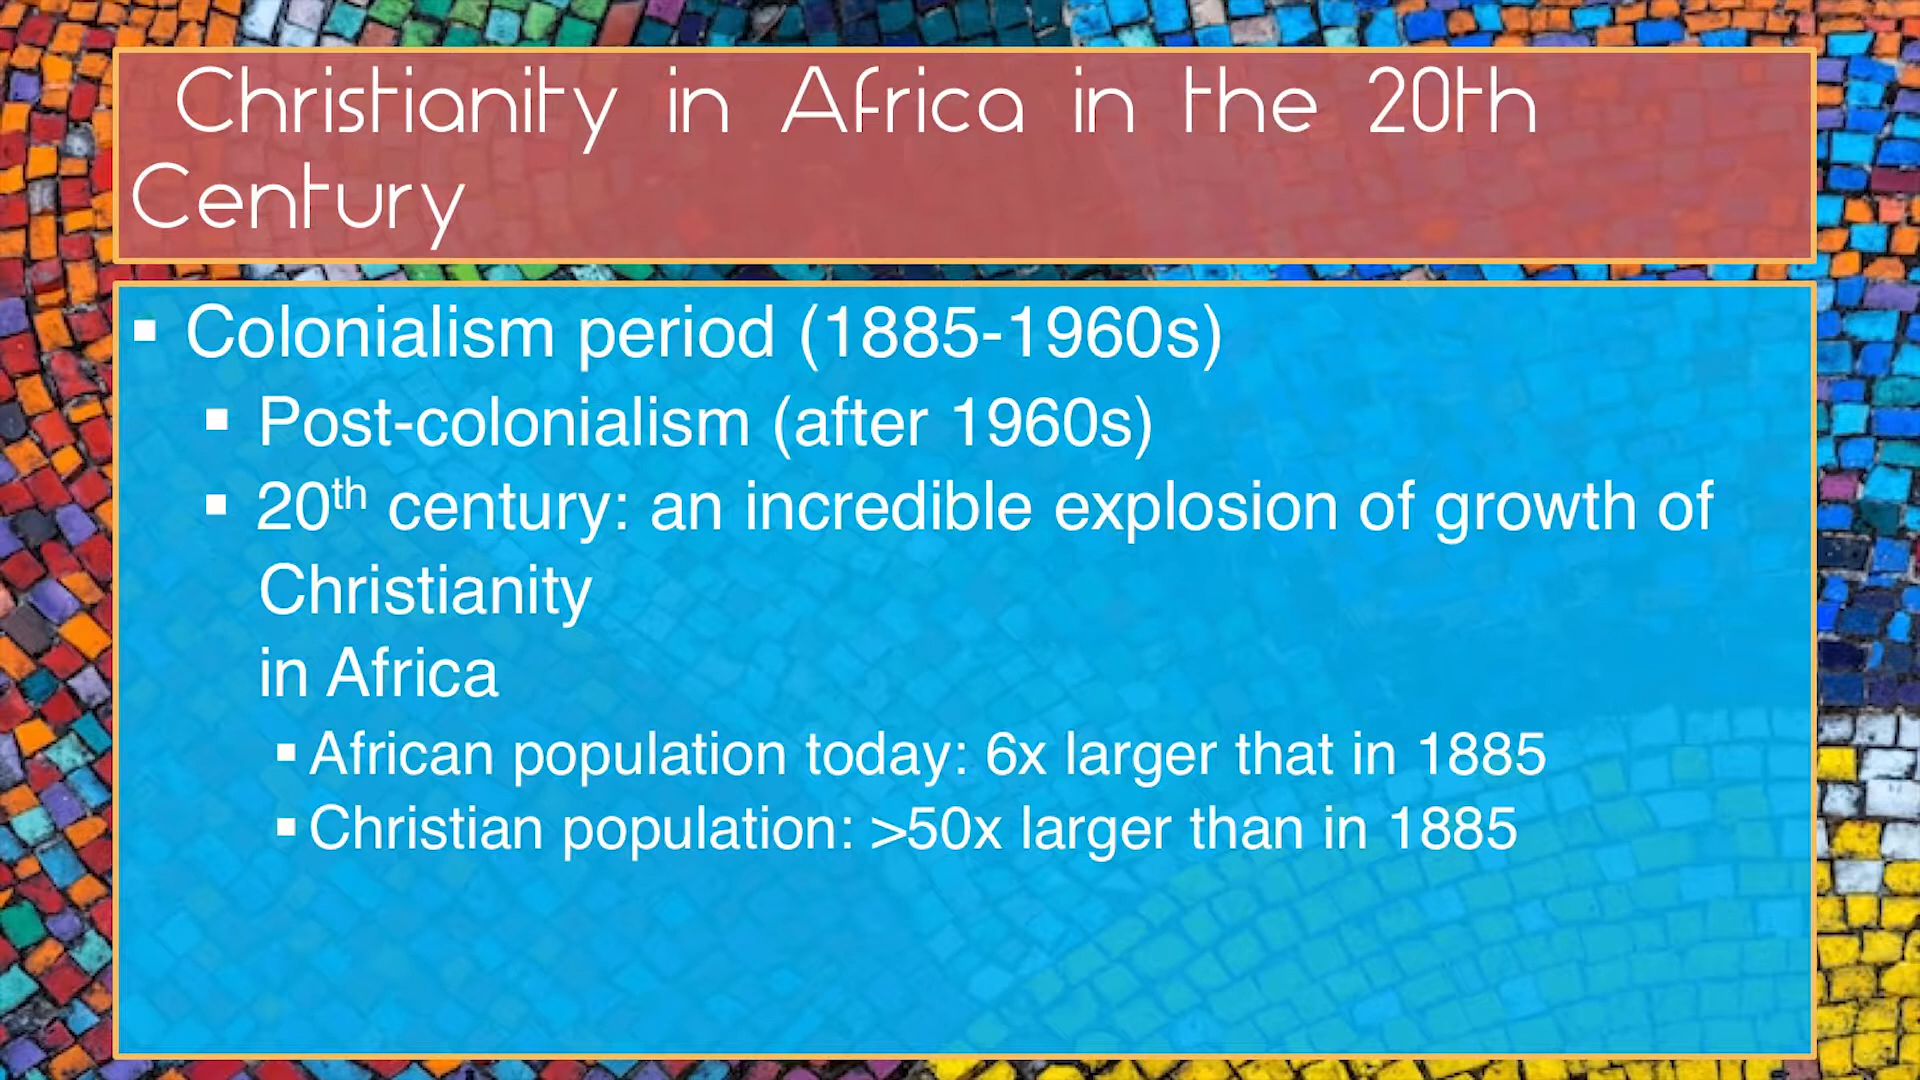 Christianity in Africa in the 20th
Century
▪ Colonialism period (1885-1960s)
▪ Post-colonialism (after 1960s)
▪ 20th century: an incredible explosion of growth of
Christianity
in Africa
▪ African population today: 6x larger that in 1885
▪ Christian population: >50x larger than in 1885